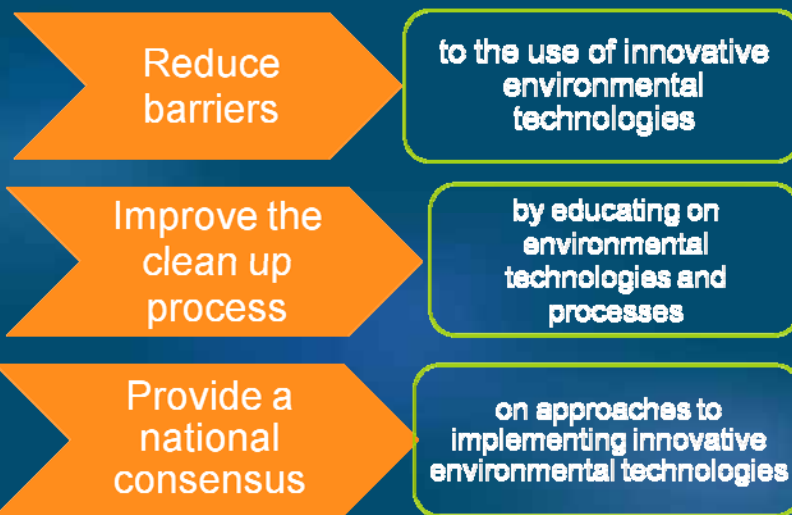 Reduce
barriers
to the use of innovative
environmental
technologies
Improve the
clean up
process
by educating on
environmental
technologies and
processes
Provide a
national
consensus
on approaches to
implementing innovative
environmental technologies